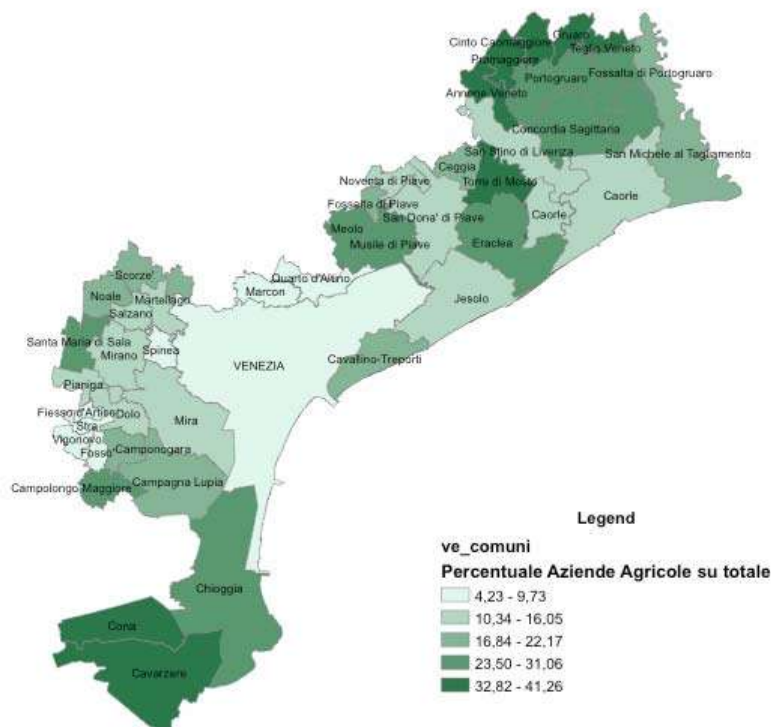 Gruaro
Cinto Caomaggiore
Teglio Veneto
Pramaggiore
Portogruaro
Fossalta di Portogruaro
Annone Veneto
Concordia Sagittaria
San Stino di Livenza
San Michele al Tagliamento
Ceggia
Noventa di Piave
Torre di Mosto
Caorle
Fossalta di Piave
San Dona' di Piave
Caorle
Meolo
Musile di Piave
Eraclea
Scorze'
Quarto d'Altino
Marcon
Noale
Martellago
Salzano
Jesolo
Santa Maria di Sala
Spinea
Mirano
VENEZIA
Cavallino-Treporti
Pianiga
Fiesso d'Artico
Dolo
Mira
Stra
Vigonovo
Camponogara
Fosso'
Campolongo Maggiore
Campagna Lupia
Chioggia
Cona
Cavarzere
Legend
ve_comuni
Percentuale Aziende Agricole su totale
4,23 - 9,73
10,34 - 16,05
16,84 - 22,17
23,50 - 31,06
32,82 - 41,26